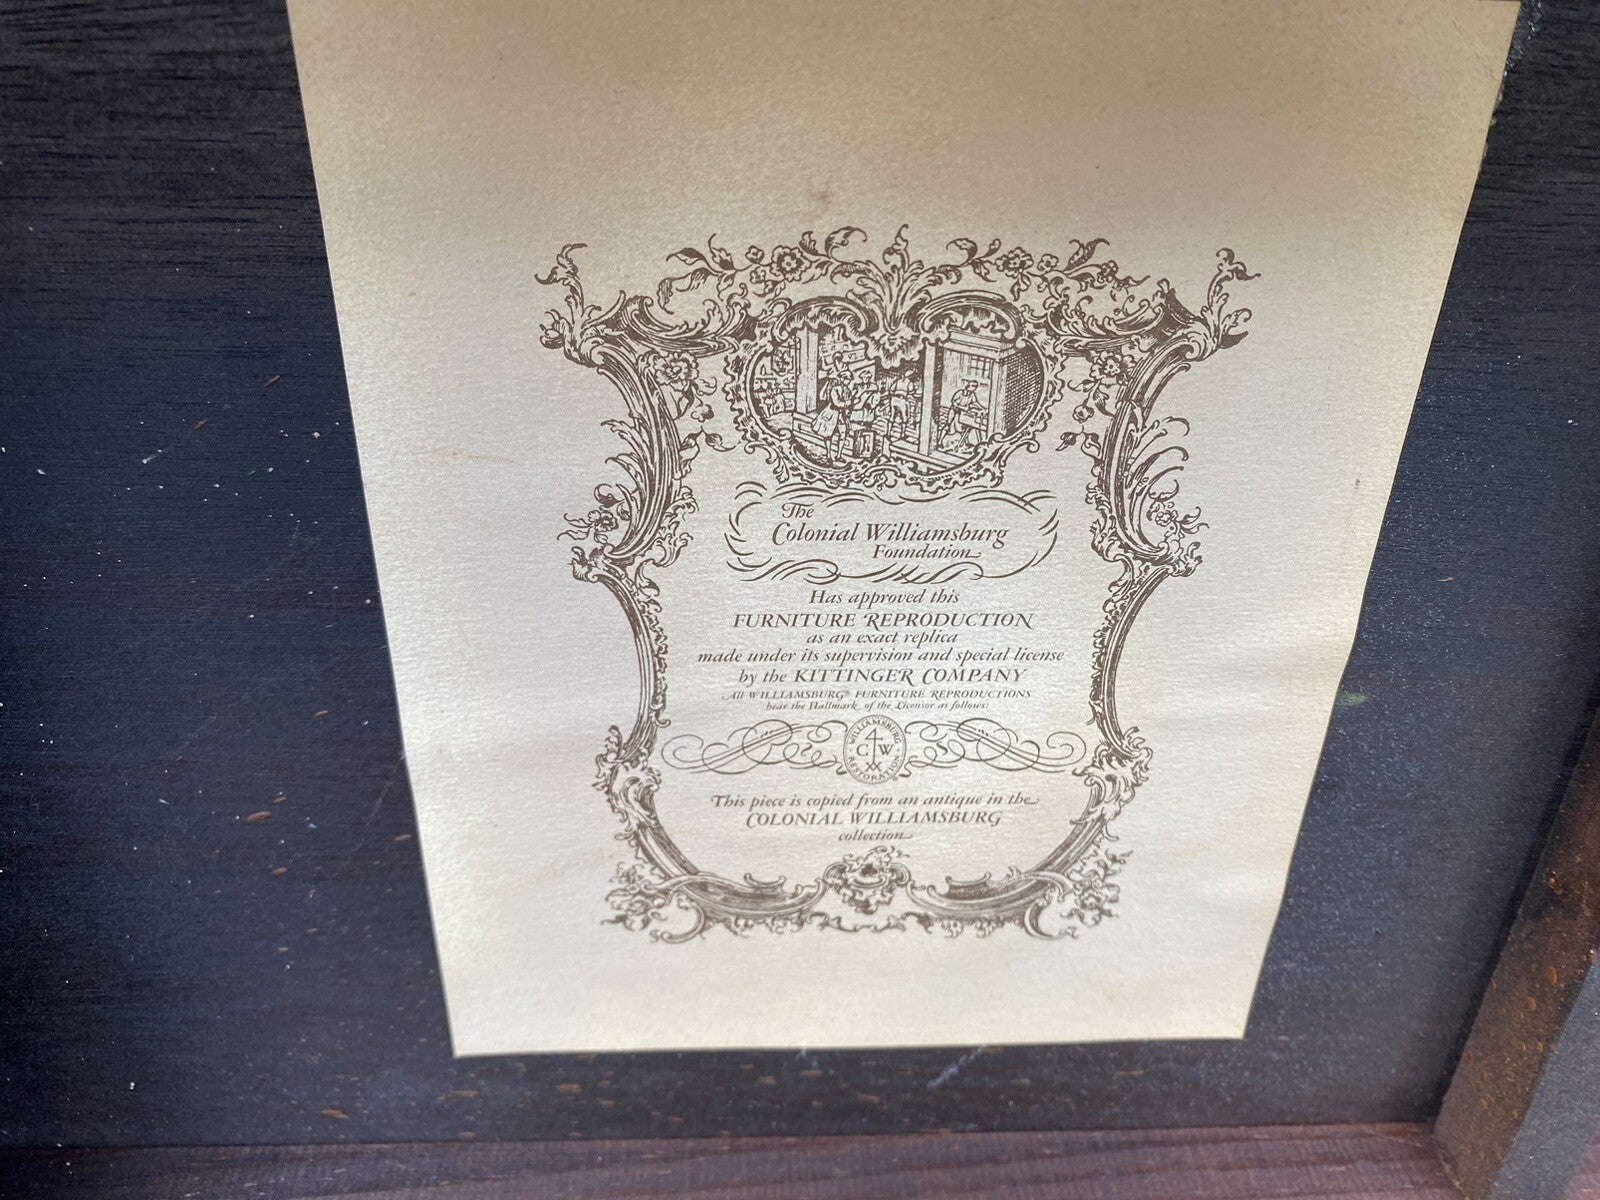 The
Colonial Williamsburg
Foundation
Has approved this
FURNITURE REPRODUCTION
as an exact replica
made under its supervision and special license
by the KITTINGER COMPANY
All WILLIAMSBURG® FURNITURE REPRODUCTIONS
bear the Hallmark of the Licensor as follows:
WILLIAMSBURG
C W
RESTORATION
This piece is copied from an antique in the
COLONIAL WILLIAMSBURG
collection